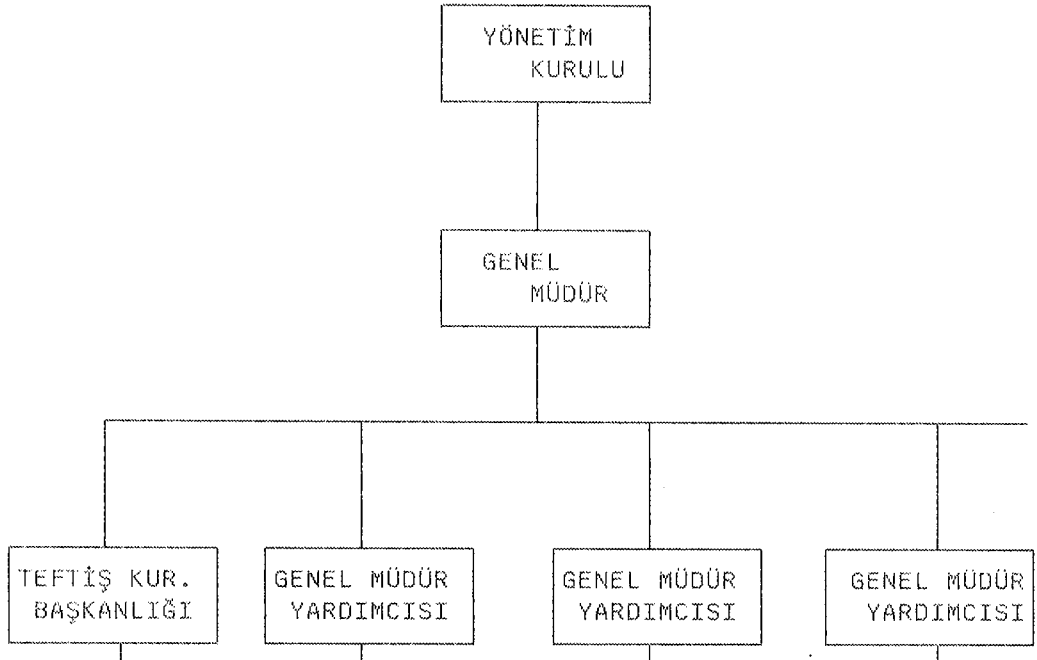 YÖNETİM
KURULU
GENEL
MÜDÜR
TEFTİŞ KUR.
BAŞKANLIĞI
GENEL MÜDÜR
YARDIMCISI
GENEL MÜDÜR
YARDIMCISI
GENEL MÜDÜR
YARDIMCISI